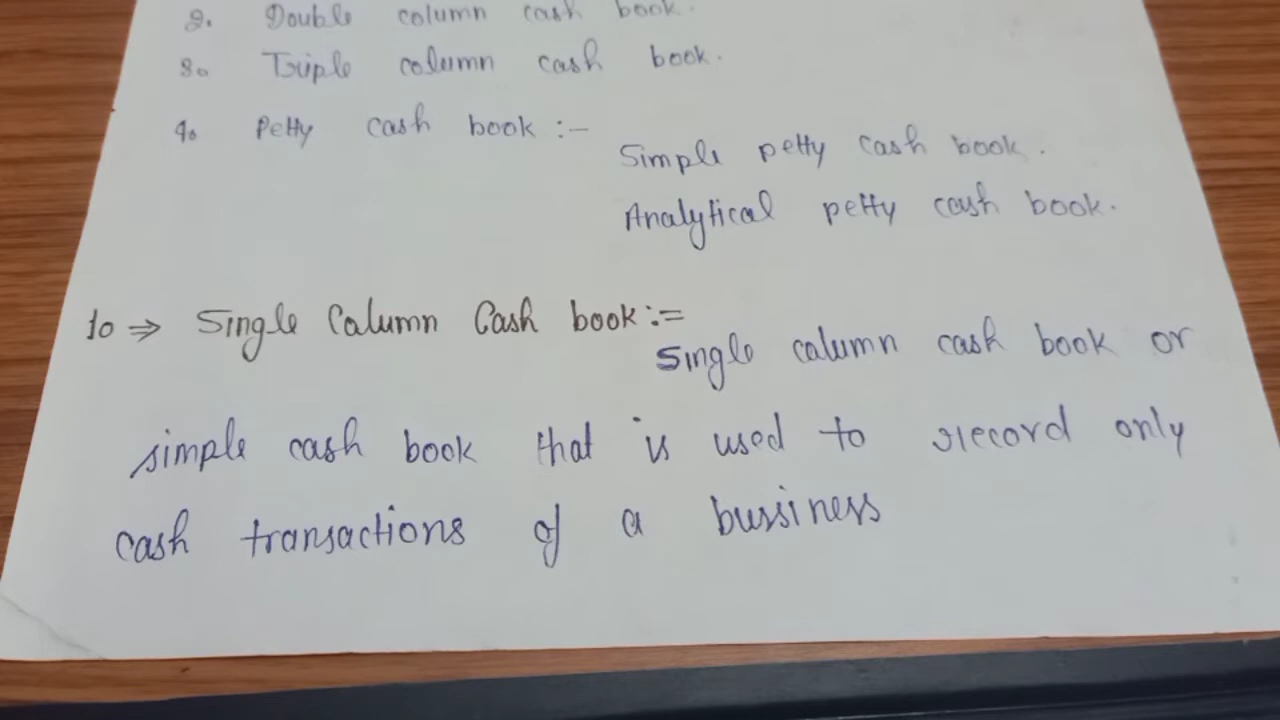 2. Double column cash book.
3. Triple column cash book.
4. Petty cash book :-
Simple petty cash book.
Analytical petty cash book.
1. ⇒ Single Column Cash book :=
Single column cash book or
simple cash book that is used to record only
cash transactions of a bussiness